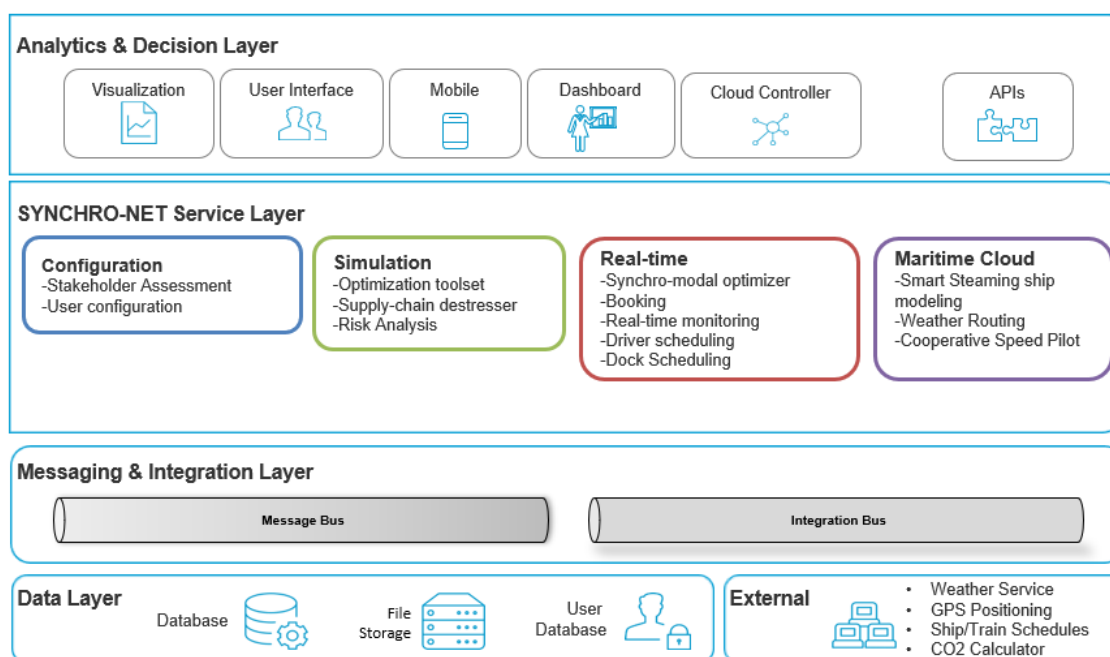 Analytics & Decision Layer
Visualization
User Interface
Mobile
Dashboard
Cloud Controller
APIs
SYNCHRO-NET Service Layer
Configuration
-Stakeholder Assessment
-User configuration
Simulation
-Optimization toolset
-Supply-chain destresser
-Risk Analysis
Real-time
-Synchro-modal optimizer
-Booking
-Real-time monitoring
-Driver scheduling
-Dock Scheduling
Maritime Cloud
-Smart Steaming ship
modeling
-Weather Routing
-Cooperative Speed Pilot
Messaging & Integration Layer
Message Bus
Integration Bus
Data Layer
Database
File
Storage
User
Database
External
• Weather Service
• GPS Positioning
• Ship/Train Schedules
• CO2 Calculator